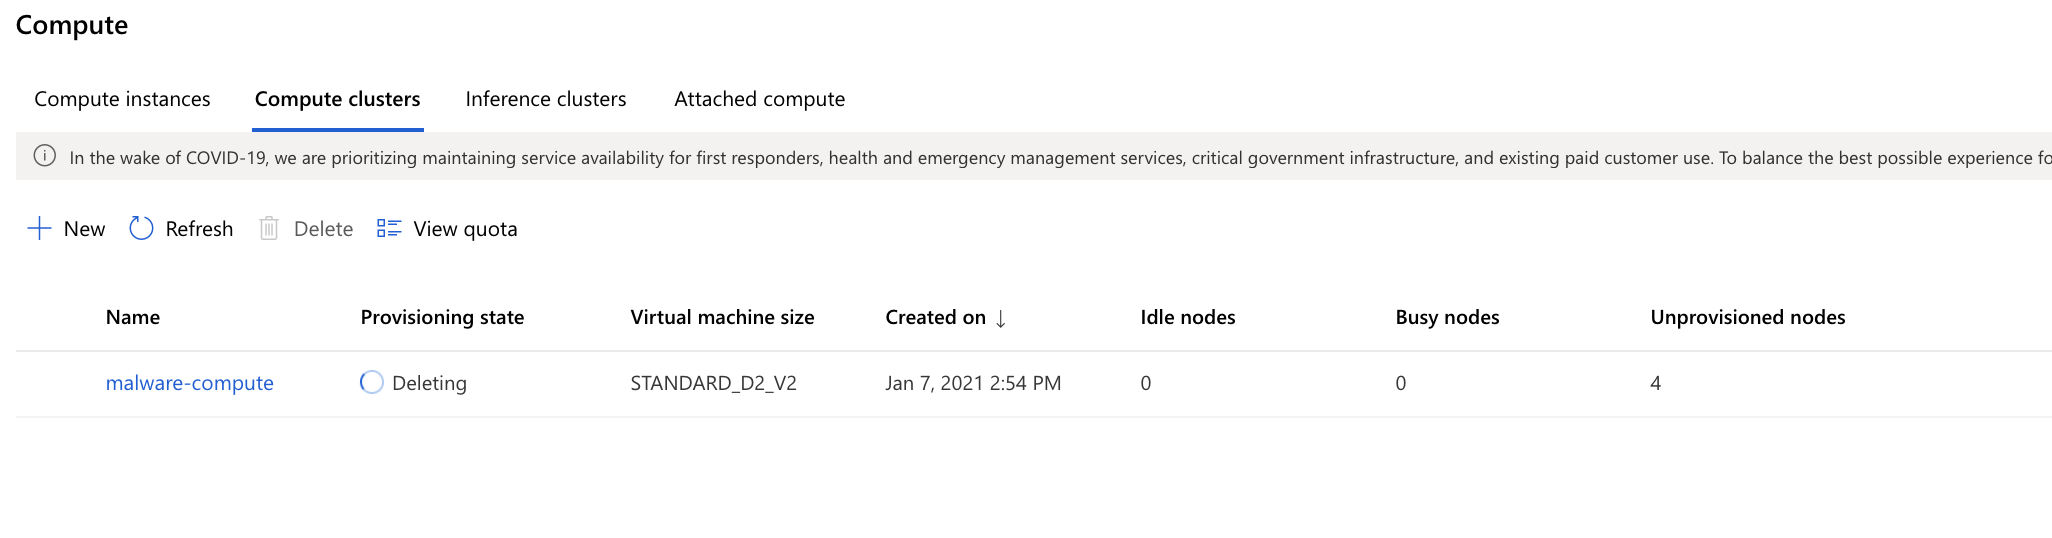 Compute
Compute instances Compute clusters Inference clusters Attached compute
In the wake of COVID-19, we are prioritizing maintaining service availability for first responders, health and emergency management services, critical government infrastructure, and existing paid customer use. To balance the best possible experience fo
New Refresh Delete View quota
Name Provisioning state Virtual machine size Created on ↓ Idle nodes Busy nodes Unprovisioned nodes
malware-compute Deleting STANDARD_D2_V2 Jan 7, 2021 2:54 PM 0 0 4